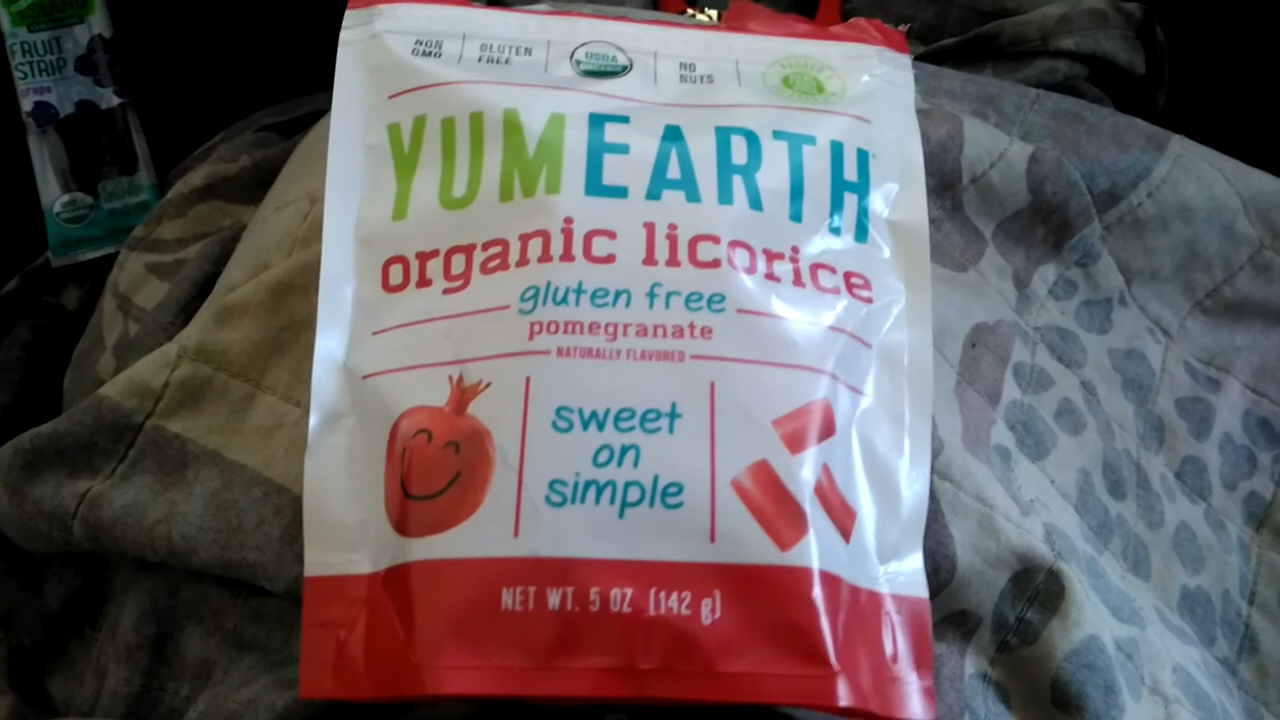 FRUIT
STRIP
grape
NON
GMO
GLUTEN
FREE
USDA
ORGANIC
NO
NUTS
YUMEARTH
organic licorice
gluten free
pomegranate
NATURALLY FLAVORED
sweet
on
simple
NET WT. 5 OZ (142 g)